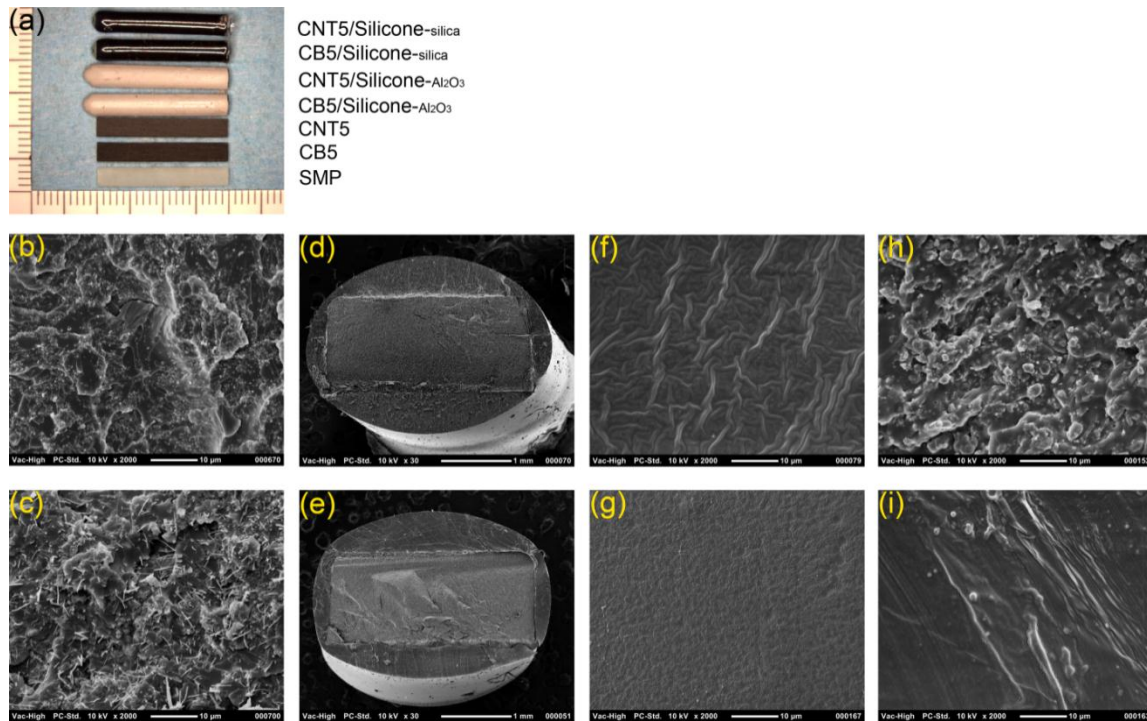 (a)
CNT5/Silicone-silica
CB5/Silicone-silica
CNT5/Silicone-Al2O3
CB5/Silicone-Al2O3
CNT5
CB5
SMP
(b)
Vac-High PC-Std. 10 kV x 2000 10 μm 000670
(d)
Vac-High PC-Std. 10 kV x 30 1 mm 000070
(f)
Vac-High PC-Std. 10 kV x 2000 10 μm 000079
(h)
Vac-High PC-Std. 10 kV x 2000 10 μm 000152
(c)
Vac-High PC-Std. 10 kV x 2000 10 μm 000700
(e)
Vac-High PC-Std. 10 kV x 30 1 mm 000051
(g)
Vac-High PC-Std. 10 kV x 2000 10 μm 000167
(i)
Vac-High PC-Std. 10 kV x 2000 10 μm